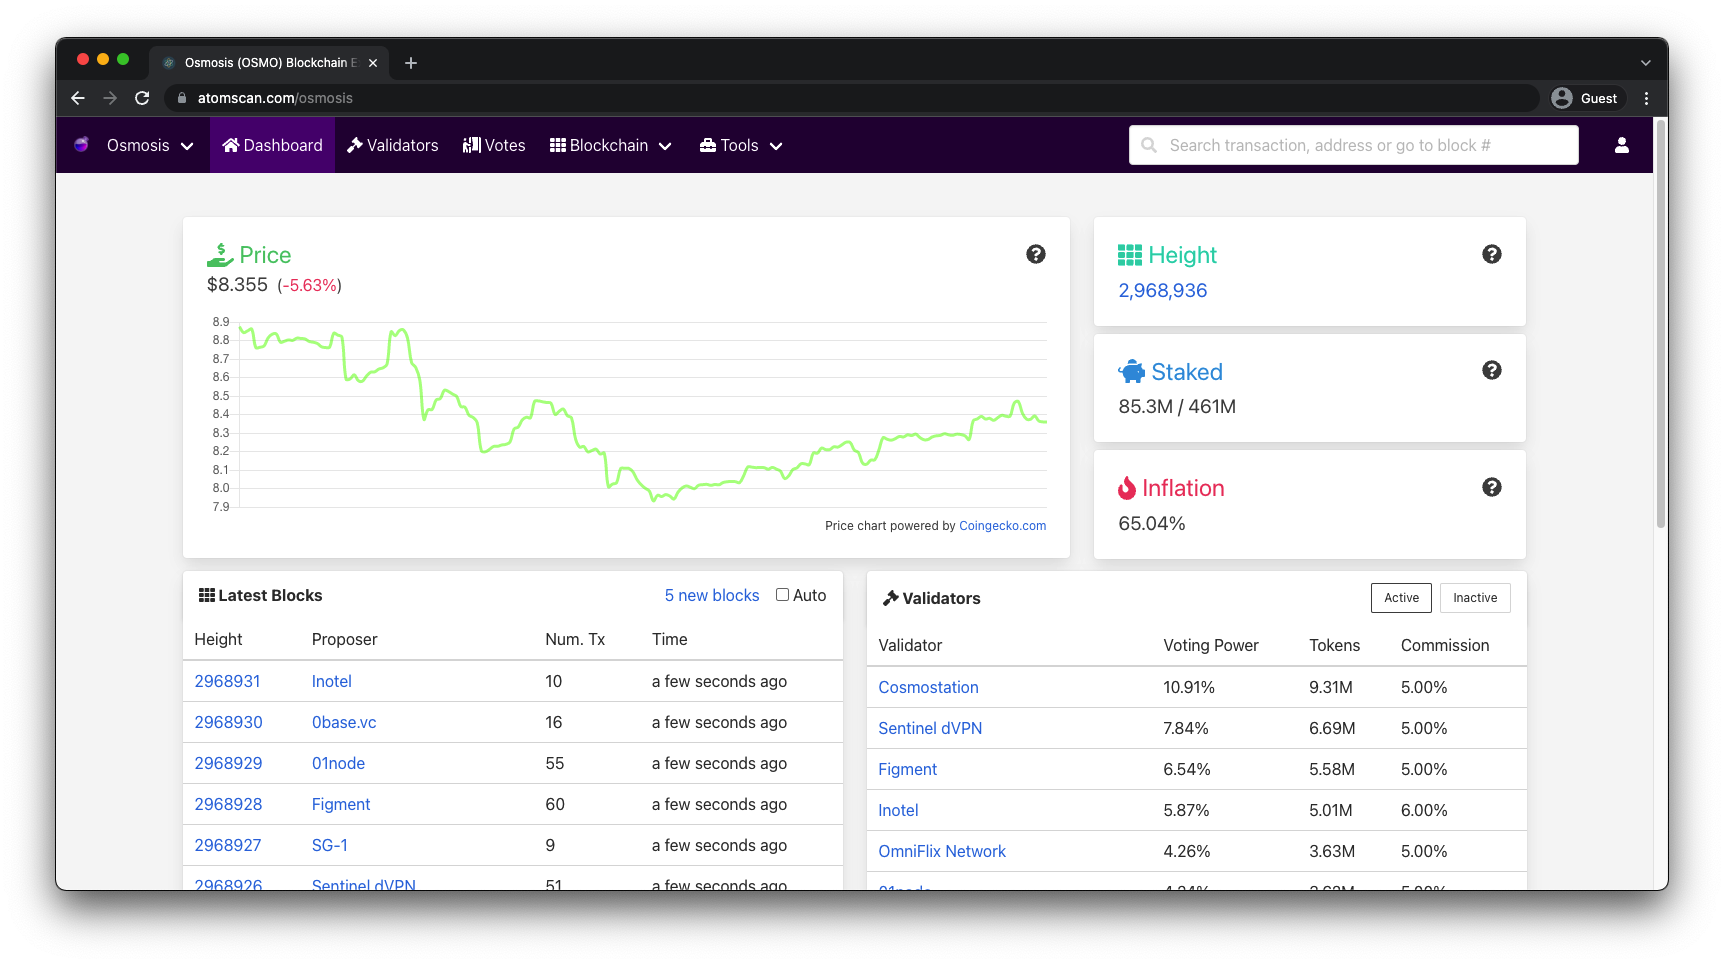 Osmosis (OSMO) Blockchain E
atomscan.com/osmosis
Guest
Osmosis Dashboard Validators Votes Blockchain Tools Search transaction, address or go to block #
Price
$8.355 (-5.63%)
8.9
8.8
8.7
8.6
8.5
8.4
8.3
8.2
8.1
8.0
7.9
Price chart powered by Coingecko.com
Height
2,968,936
Staked
85.3M / 461M
Inflation
65.04%
Latest Blocks 5 new blocks Auto
Height Proposer Num. Tx Time
2968931 Inotel 10 a few seconds ago
2968930 0base.vc 16 a few seconds ago
2968929 01node 55 a few seconds ago
2968928 Figment 60 a few seconds ago
2968927 SG-1 9 a few seconds ago
2968926 Sentinel dVPN 51 a few seconds ago
Validators Active Inactive
Validator Voting Power Tokens Commission
Cosmostation 10.91% 9.31M 5.00%
Sentinel dVPN 7.84% 6.69M 5.00%
Figment 6.54% 5.58M 5.00%
Inotel 5.87% 5.01M 6.00%
OmniFlix Network 4.26% 3.63M 5.00%